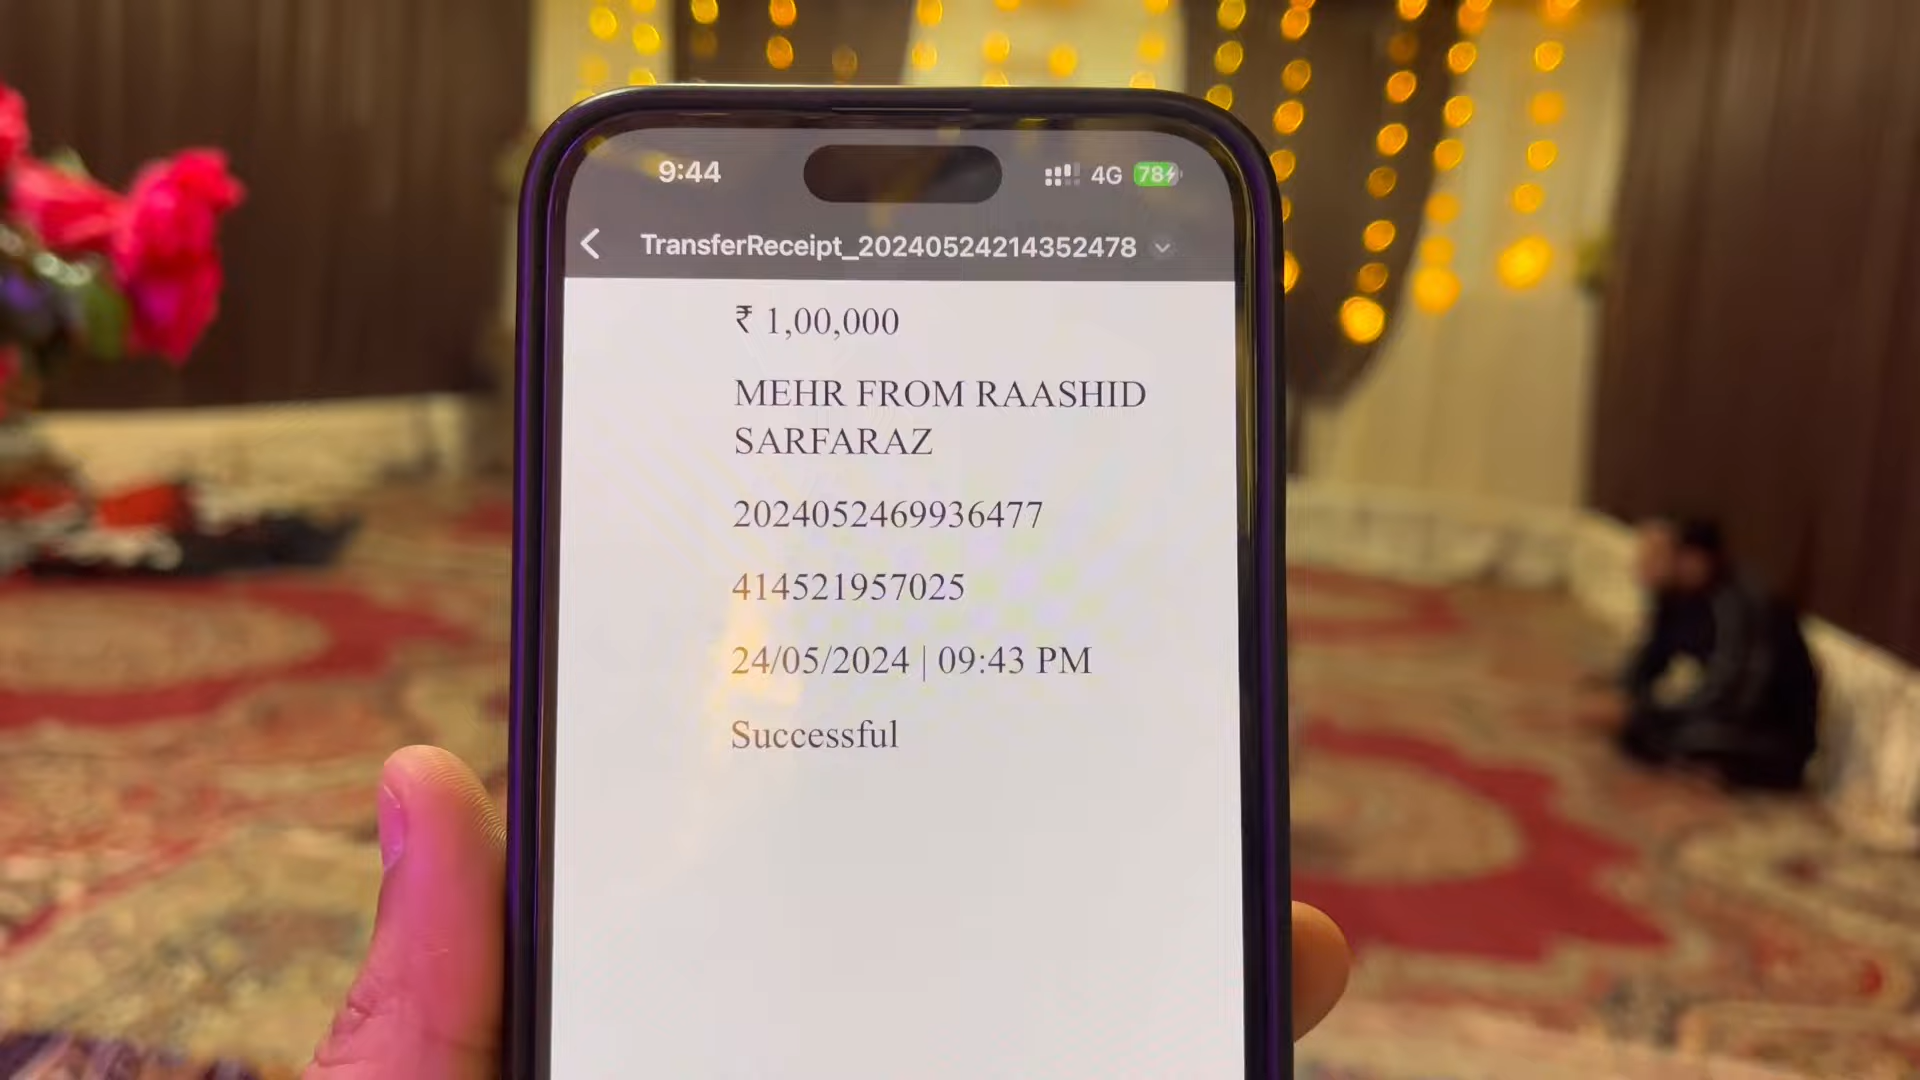 9:44 4G 78
TransferReceipt_20240524214352478
₹ 1,00,000
MEHR FROM RAASHID
SARFARAZ
2024052469936477
414521957025
24/05/2024 | 09:43 PM
Successful